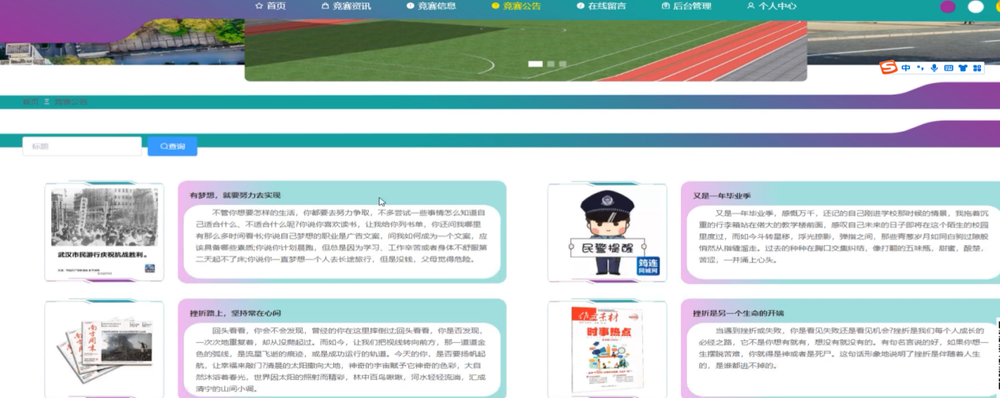 首页
竞赛资讯
竞赛信息
竞赛公告
在线留言
后台管理
个人中心
中
首页
竞赛公告
标题
查询
武汉市民游行庆祝抗战胜利。
有梦想，就要努力去实现
不管你想要怎样的生活，你都要去努力争取，不多尝试一些事情怎么知道自
己适合什么、不适合什么呢?你说你喜欢读书，让我给你列书单，你还问我哪里
有那么多时间看书;你说自己梦想的职业是广告文案，问我如何成为一个文案，应
该具备哪些素质;你说你计划晨跑，但总是因为学习、工作辛苦或者身体不舒服第
二天起不了床;你说你一直梦想一个人去长途旅行，但是没钱，父母觉得危险。
民警提醒
筠连
同城网
又是一年毕业季
又是一年毕业季，感慨万千，还记的自己刚进学校那时候的情景，我拖着沉
重的行李箱站在偌大的教学楼前面，感叹自己未来的日子即将在这个陌生的校园
里度过，而如今斗转星移，浮光掠影，弹指之间，那些青葱岁月如同白驹过隙般
悄然从指缝溜走。过去的种种在胸口交集纠结，像打翻的五味瓶，甜蜜，酸楚，
苦涩，一并涌上心头。
南方周末
挫折路上，坚持常在心间
回头看看，你会不会发现，曾经的你在这里摔倒过;回头看看，你是否发现，
一次次地重复着，却从没爬起过。而如今，让我们把视线转向前方，那一道道金
色的弧线，是流星飞逝的痕迹，或是成功运行的轨道。今天的你，是否要扬帆起
航，让幸福来敲门?清晨的太阳撒向大地，神奇的宇宙赋予它神奇的色彩，大自
然沐浴着春光，世界因太阳的照射而精彩，林中百鸟啾啾，河水轻轻流淌，汇成
清宁的山间小调。
作文素材
时事热点
挫折是另一个生命的开端
当遇到挫折或失败，你是看见失败还是看见机会?挫折是我们每个人成长的
必经之路，它不是你想有就有，想没有就没有的。有句名言说的好，如果你想一
生摆脱苦难，你就得是神或者是死尸。这句话形象地说明了挫折是伴随着人生
的，是谁都逃不掉的。